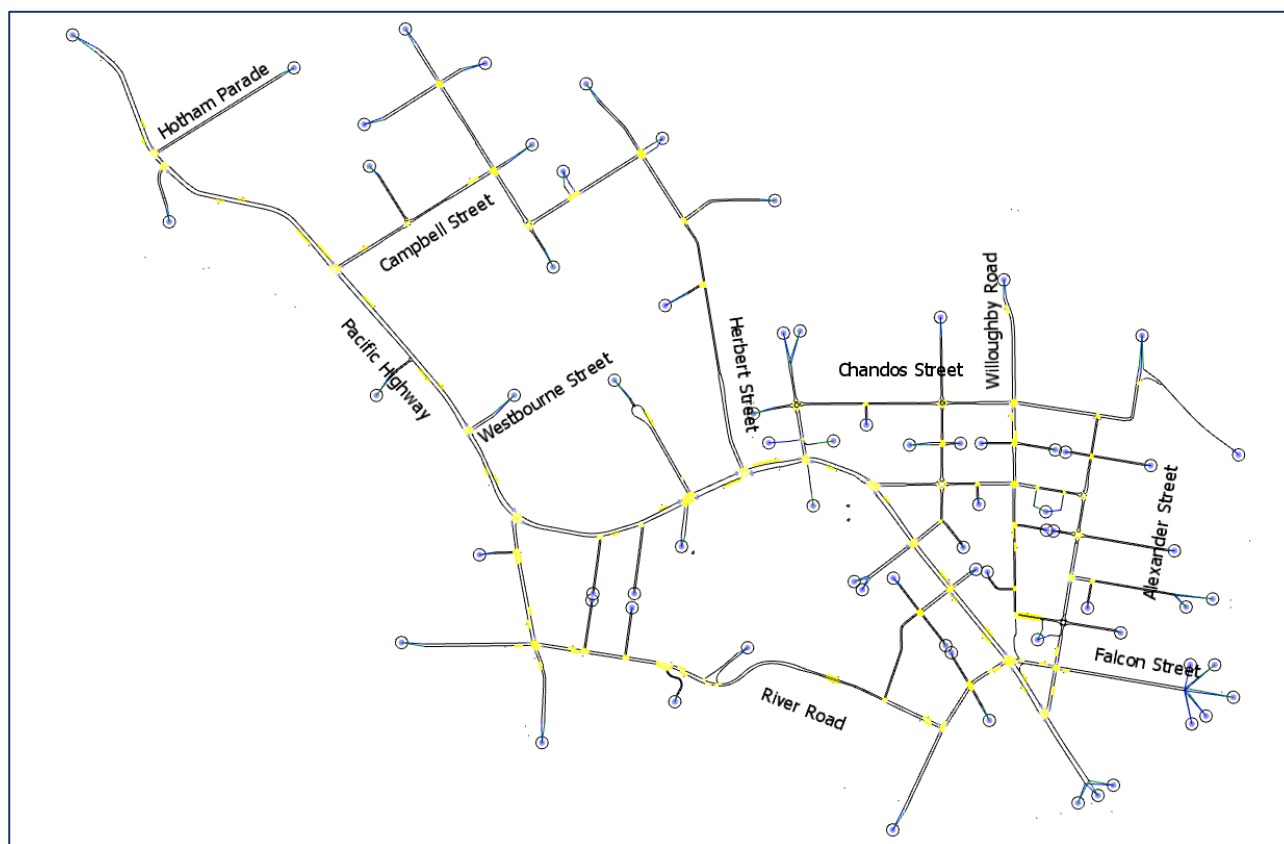 Hotham Parade
Campbell Street
Pacific Highway
Westbourne Street
Herbert Street
Willoughby Road
Chandos Street
Alexander Street
Falcon Street
River Road